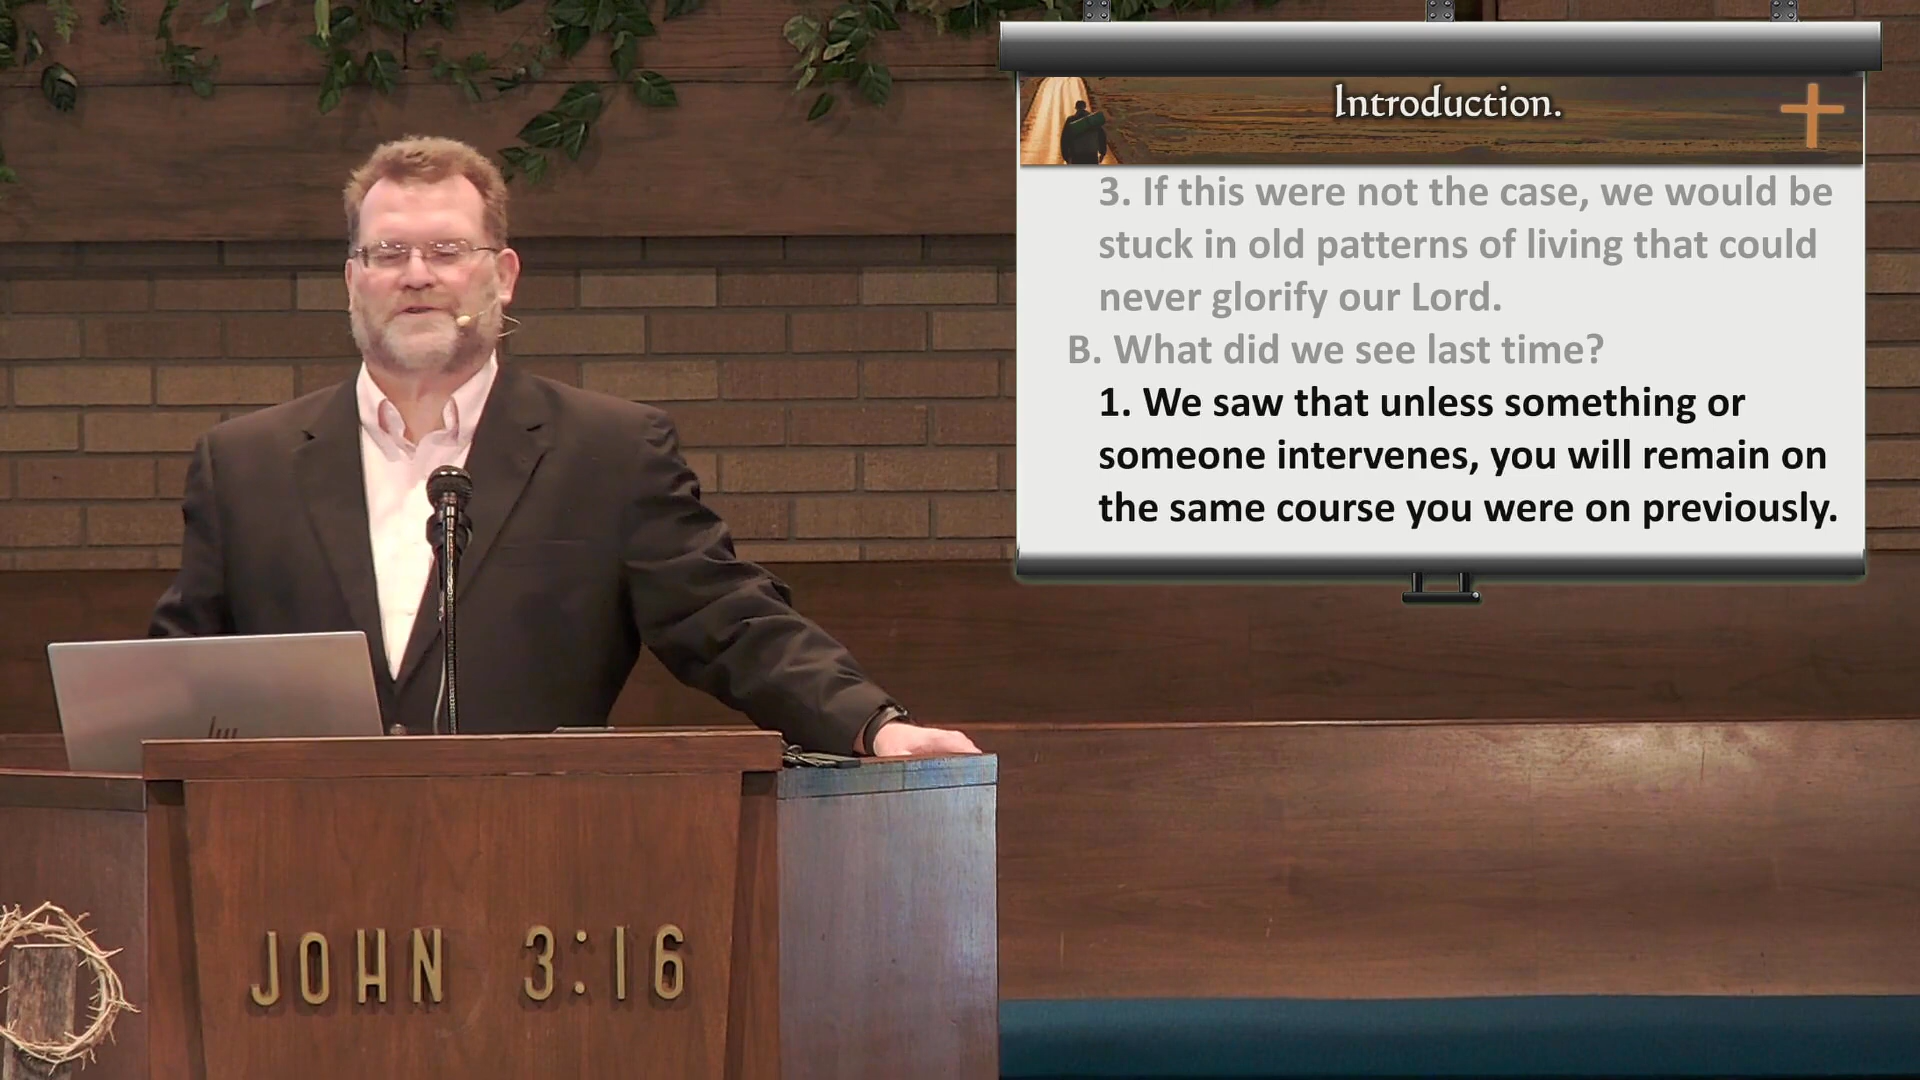 Introduction.
3. If this were not the case, we would be
stuck in old patterns of living that could
never glorify our Lord.
B. What did we see last time?
1. We saw that unless something or
someone intervenes, you will remain on
the same course you were on previously.
hp
JOHN 3:16